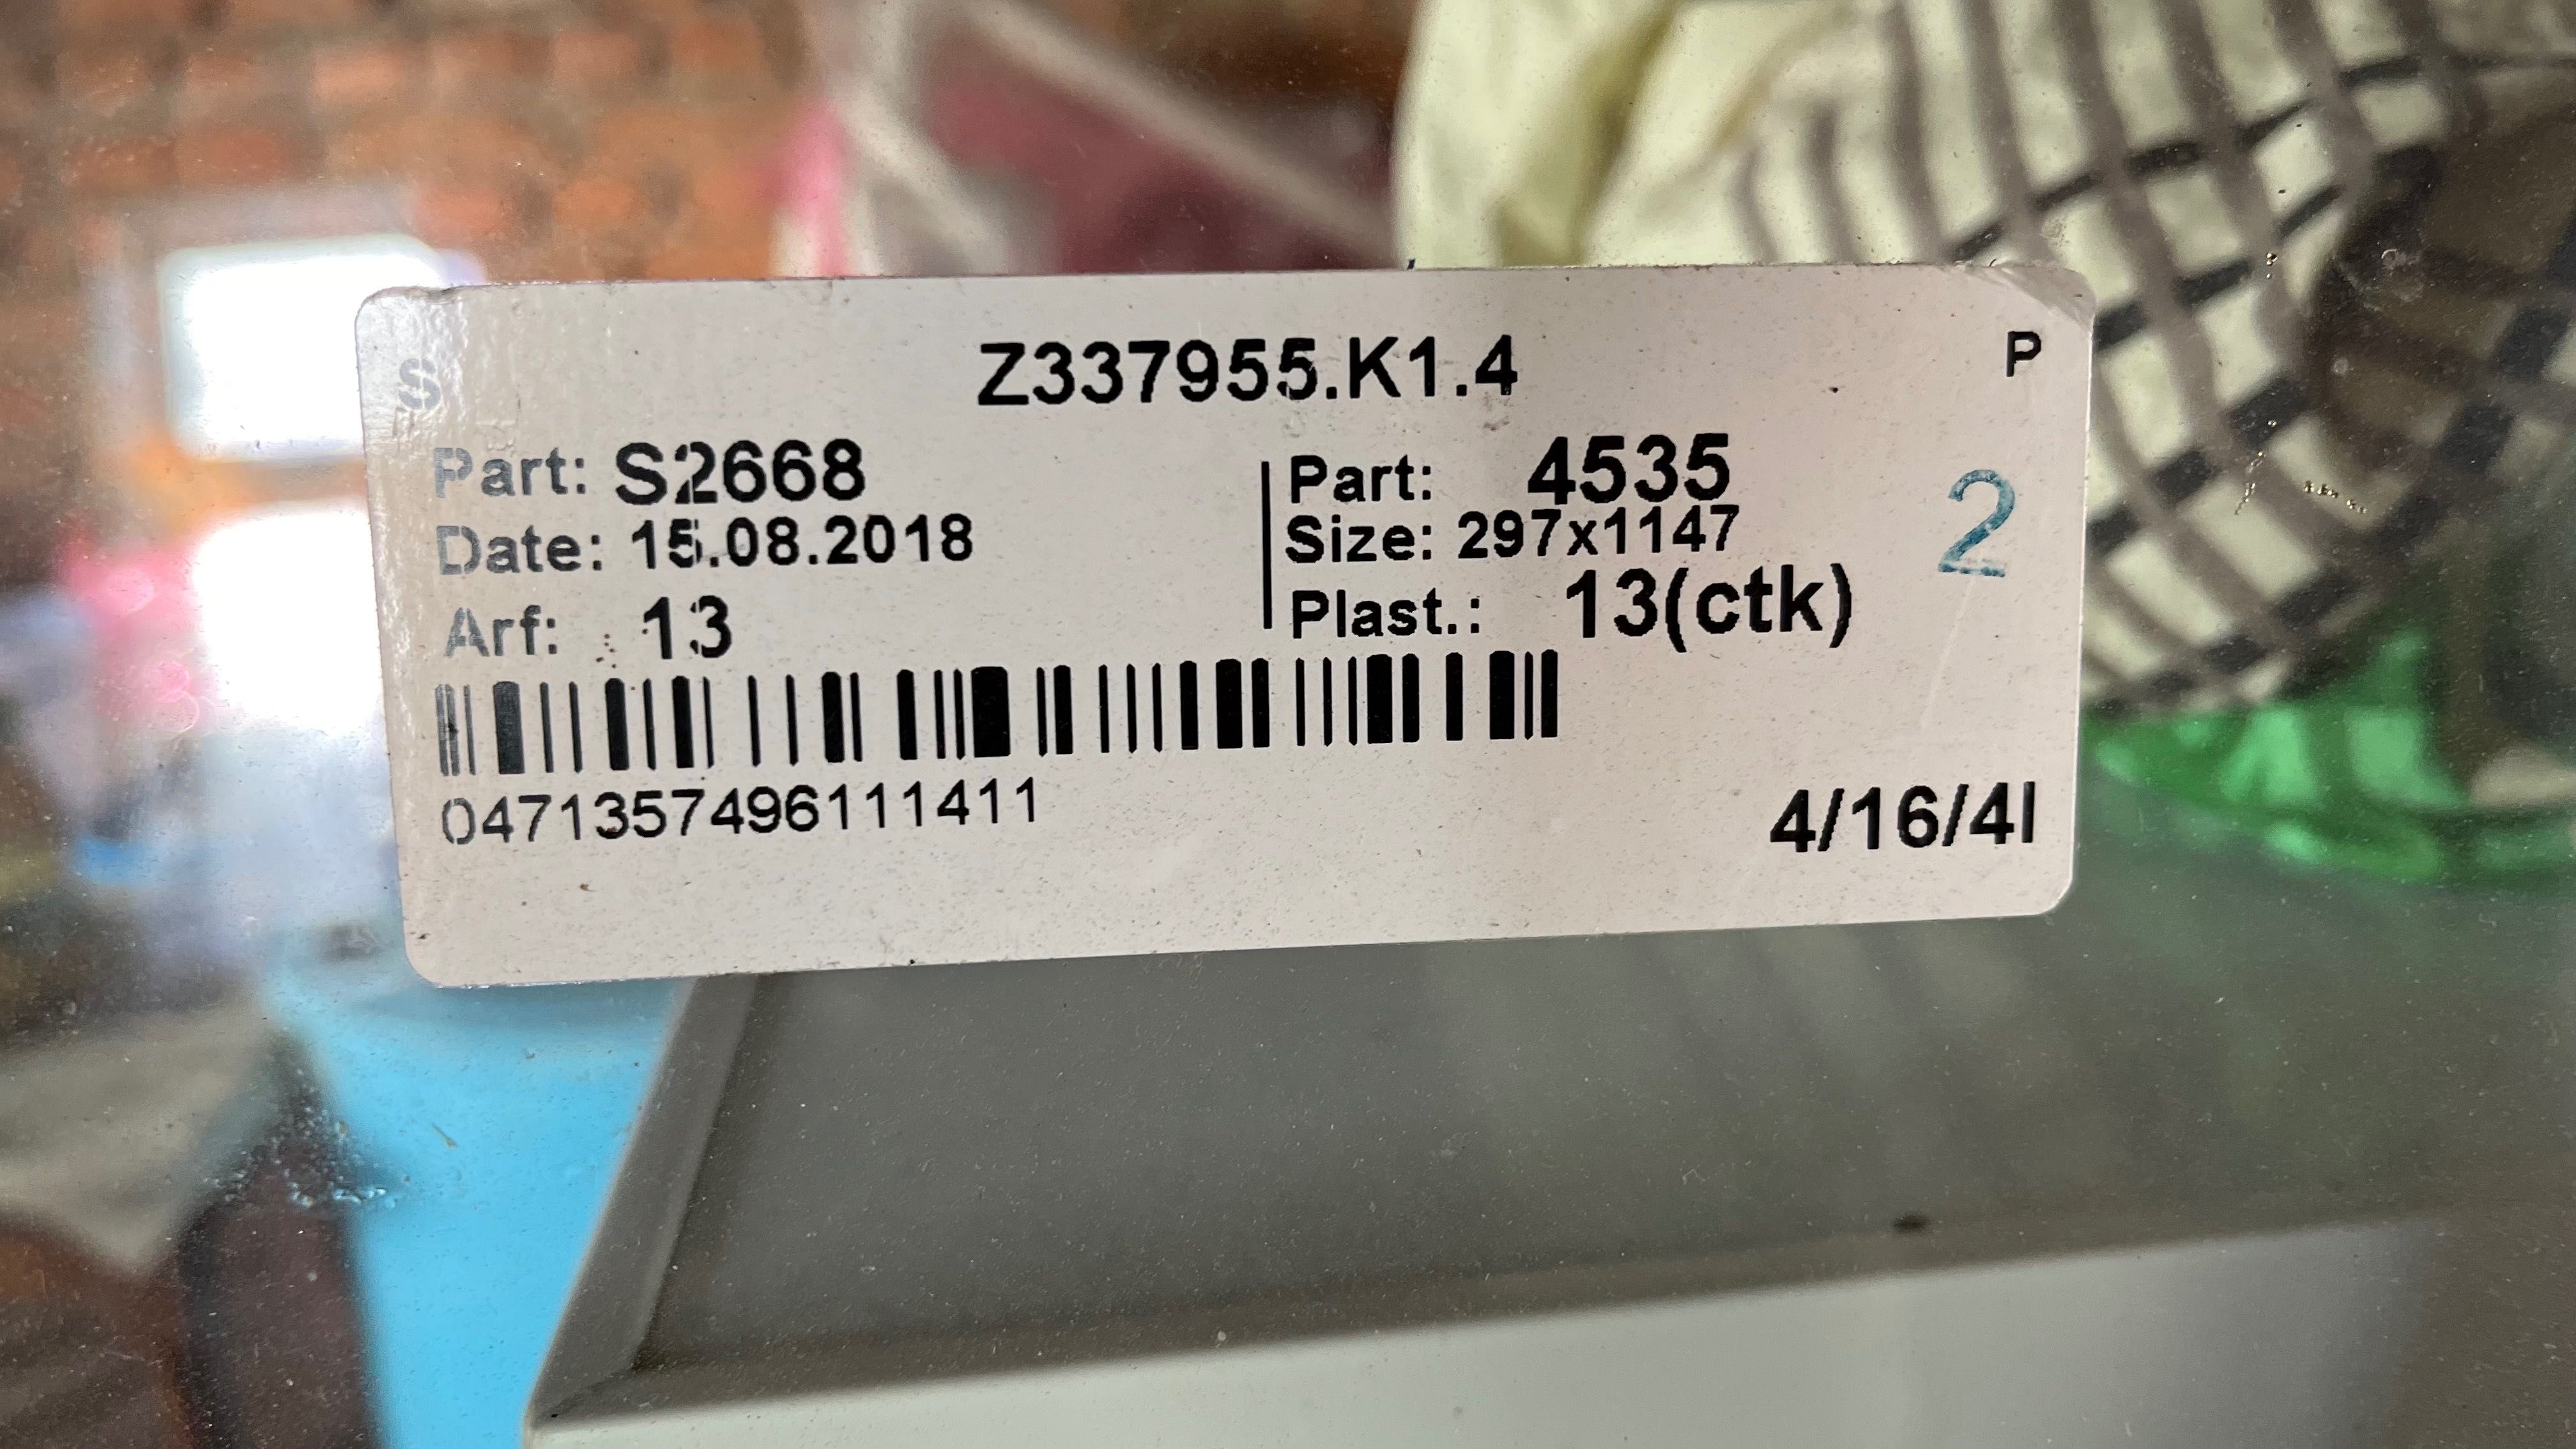 S Z337955.K1.4 P
Part: S2668
Date: 15.08.2018
Arf: 13
Part: 4535
Size: 297x1147
Plast.: 13(ctk)
2
0471357496111411
4/16/4I